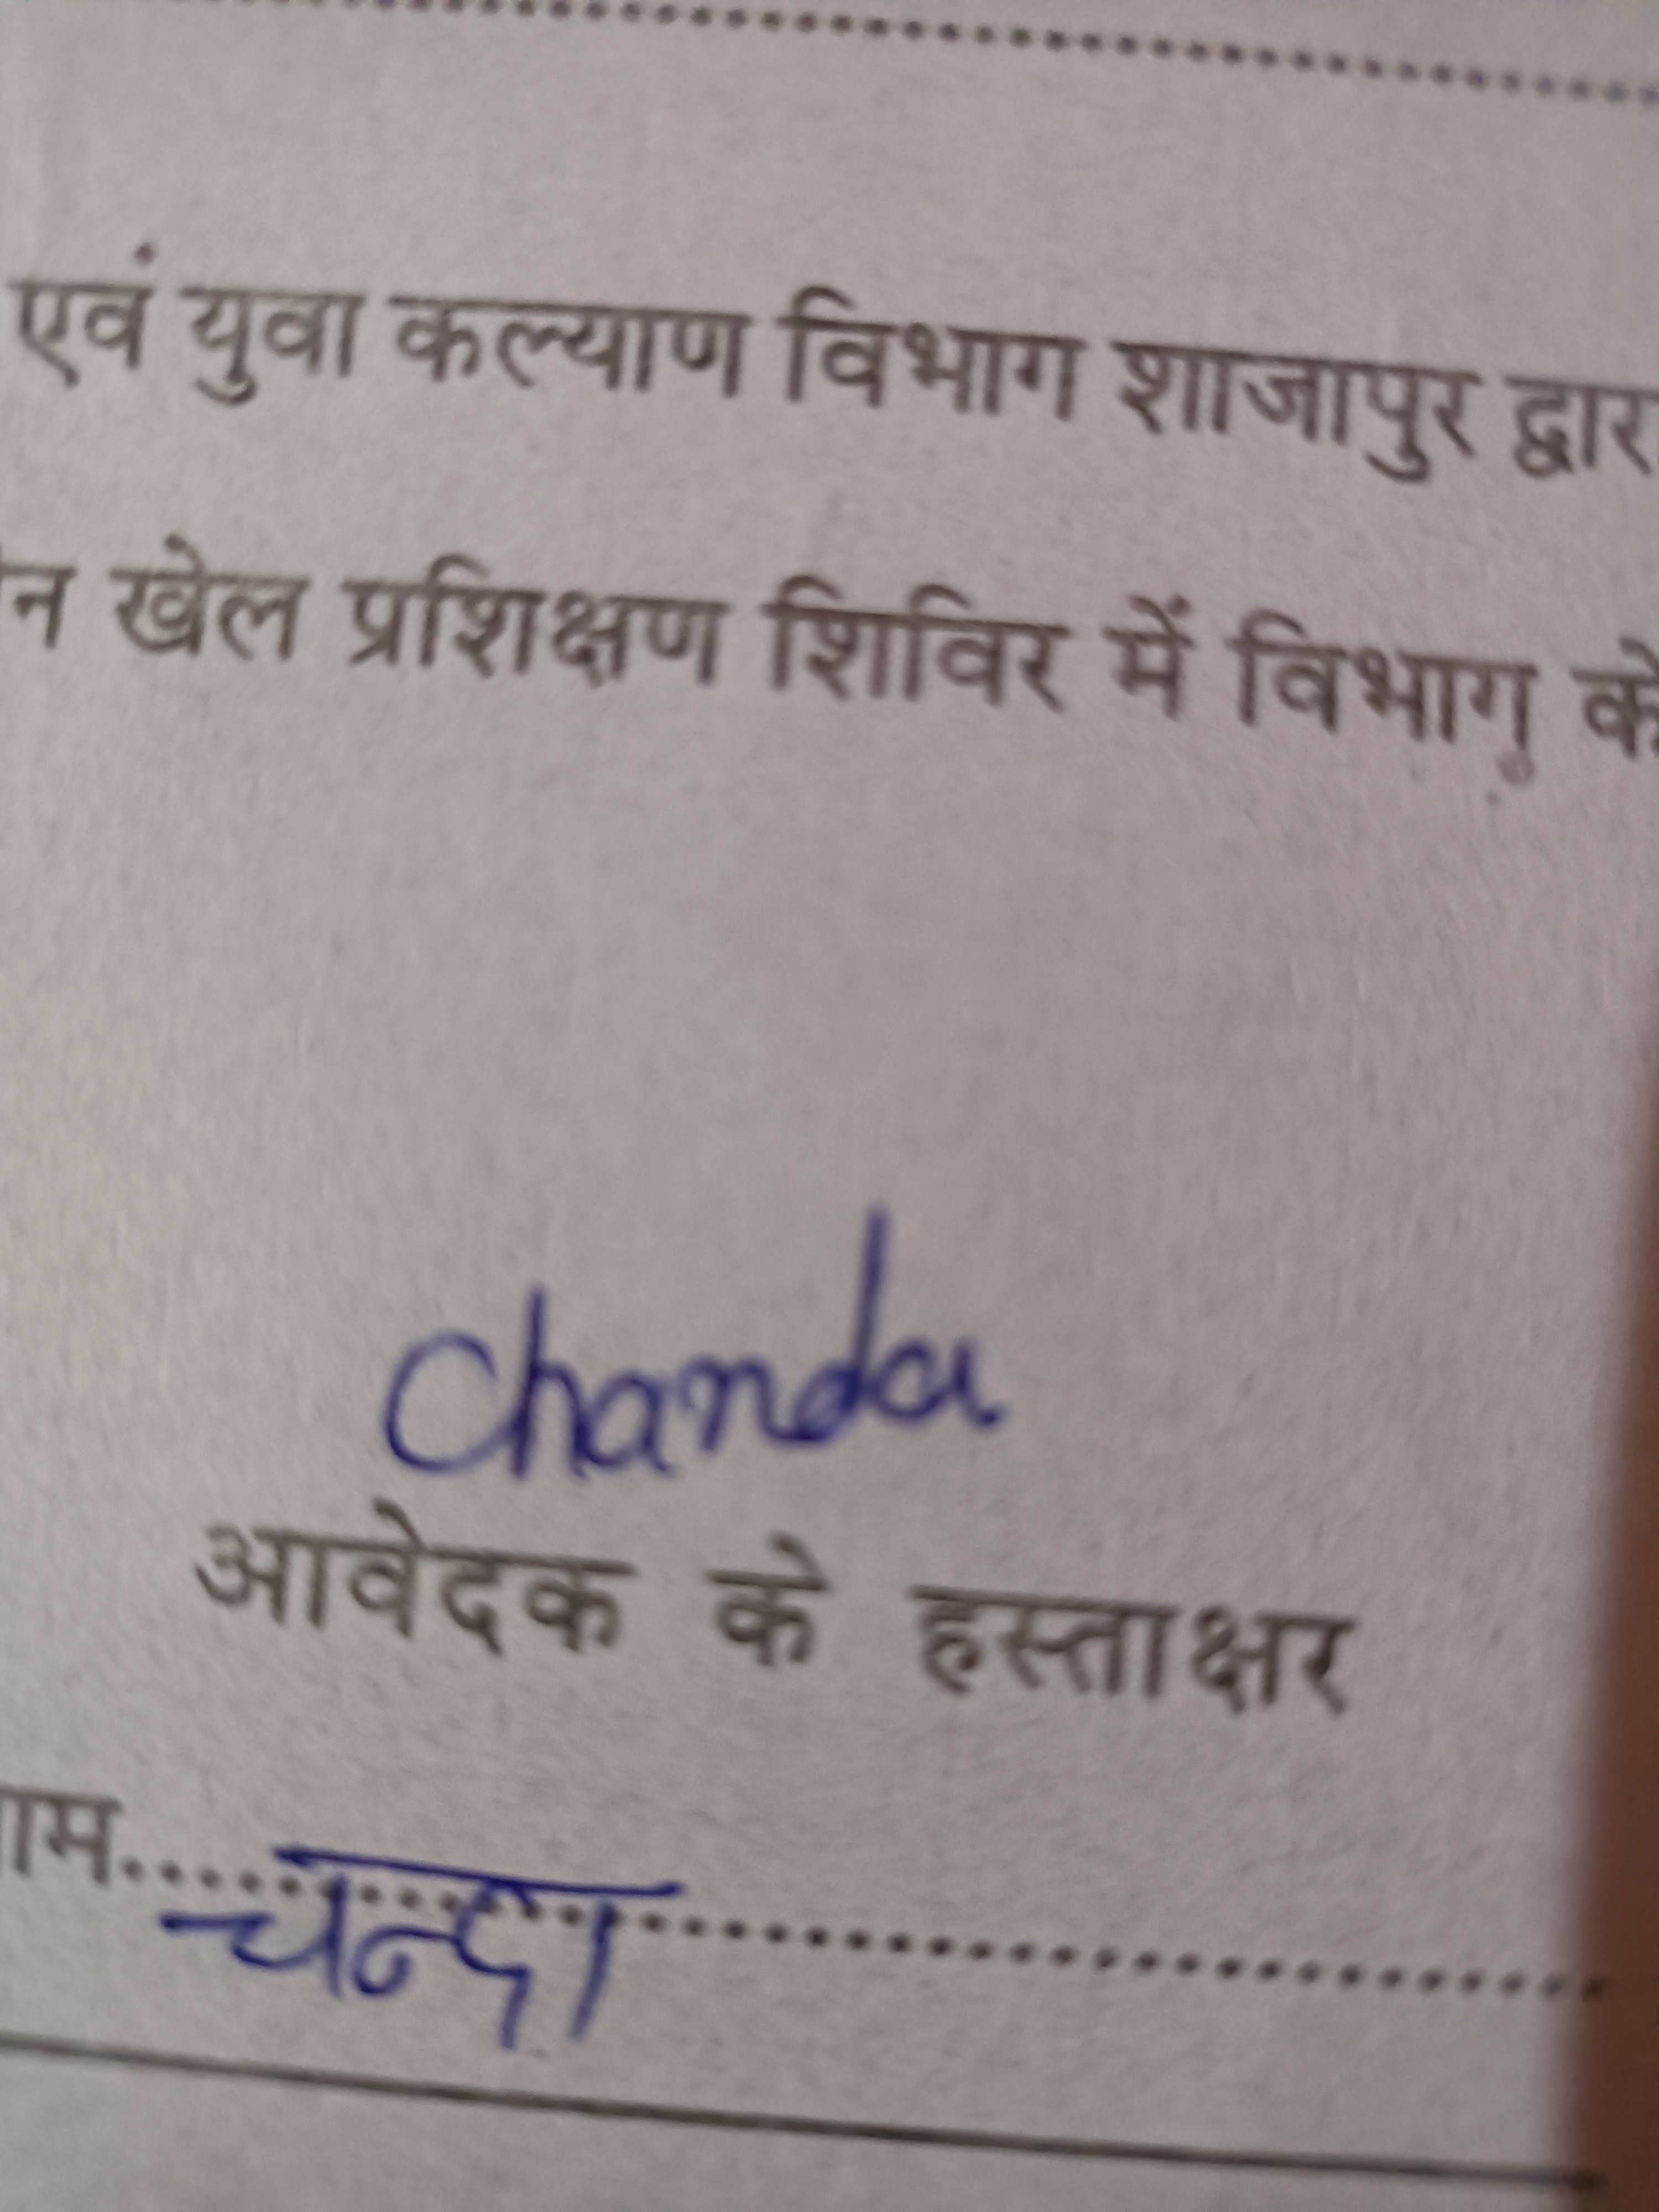 एवं युवा कल्याण विभाग शाजापुर द्वार
न खेल प्रशिक्षण शिविर में विभाग के
Chanda
आवेदक के हस्ताक्षर
ाम.... चन्दा ....................